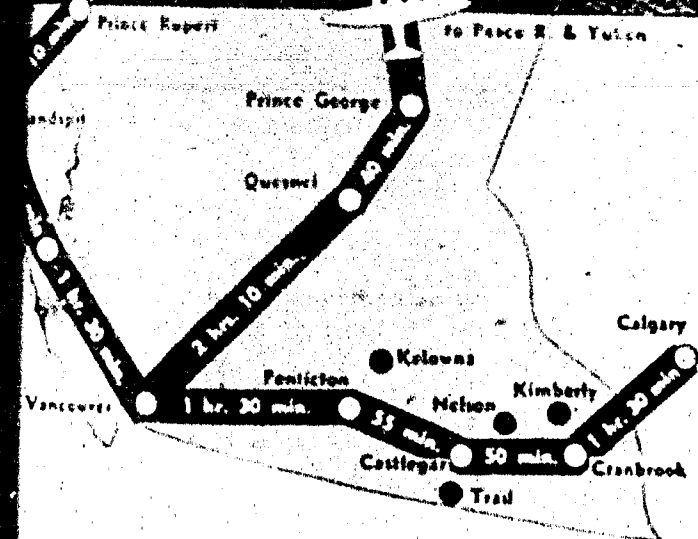 Prince Rupert
to Peace R. & Yukon
Prince George
40 min.
Quesnel
2 hrs. 10 min.
1 hr. 30 min.
Calgary
Kelowna
Penticton
Kimberly
Nelson
Vancouver
1 hr. 30 min.
55 min.
1 hr. 30 min.
Castlegar
50 min.
Cranbrook
Trail